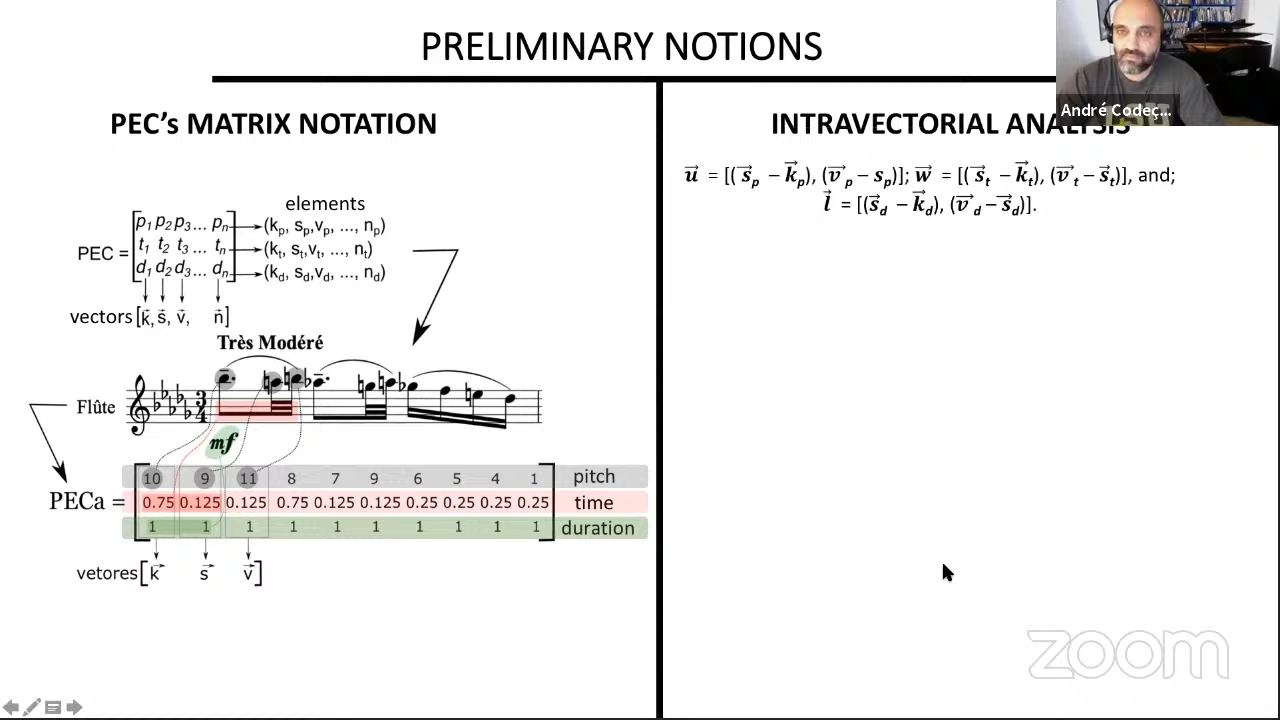 PRELIMINARY NOTIONS
André Codeç...
PEC's MATRIX NOTATION
elements
PEC = [p1 p2 p3 ... pn] (kp, sp,vp, ..., np)
[t1 t2 t3 ... tn] (kt, st,vt, ..., nt)
[d1 d2 d3 ... dn] (kd, sd,vd, ..., nd)
vectors [k⃗, s⃗, v⃗, n⃗]
Très Modéré
Flûte
3
4
mf
10 9 11 8 7 9 6 5 4 1 pitch
PECa = 0.75 0.125 0.125 0.75 0.125 0.125 0.25 0.25 0.25 0.25 time
1 1 1 1 1 1 1 1 1 1 duration
vetores [k⃗ s⃗ v⃗]
INTRAVECTORIAL ANALYSIS
u⃗ = [(s⃗p − k⃗p), (v⃗p − sp)]; w⃗ = [(s⃗t − k⃗t), (v⃗t − s⃗t)], and;
l⃗ = [(s⃗d − k⃗d), (v⃗d − s⃗d)].
zoom